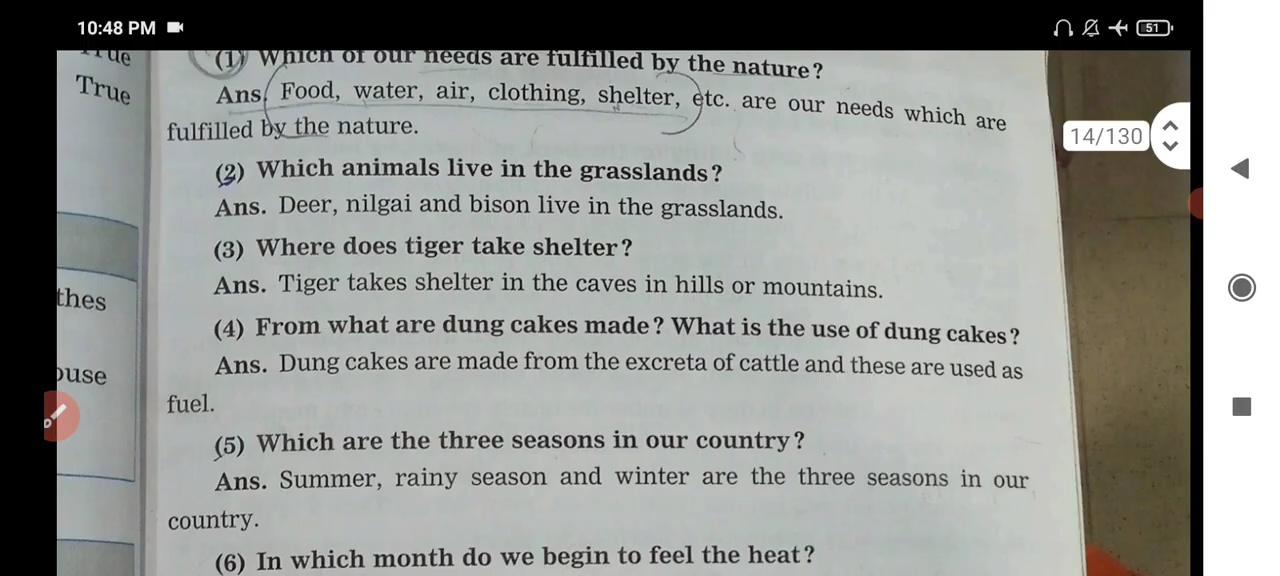 10:48 PM
51
True
True
(1) Which of our needs are fulfilled by the nature?
Ans. Food, water, air, clothing, shelter, etc. are our needs which are
fulfilled by the nature.
(2) Which animals live in the grasslands?
Ans. Deer, nilgai and bison live in the grasslands.
(3) Where does tiger take shelter?
Ans. Tiger takes shelter in the caves in hills or mountains.
(4) From what are dung cakes made? What is the use of dung cakes?
Ans. Dung cakes are made from the excreta of cattle and these are used as
fuel.
(5) Which are the three seasons in our country?
Ans. Summer, rainy season and winter are the three seasons in our
country.
(6) In which month do we begin to feel the heat?
thes
ouse
14/130